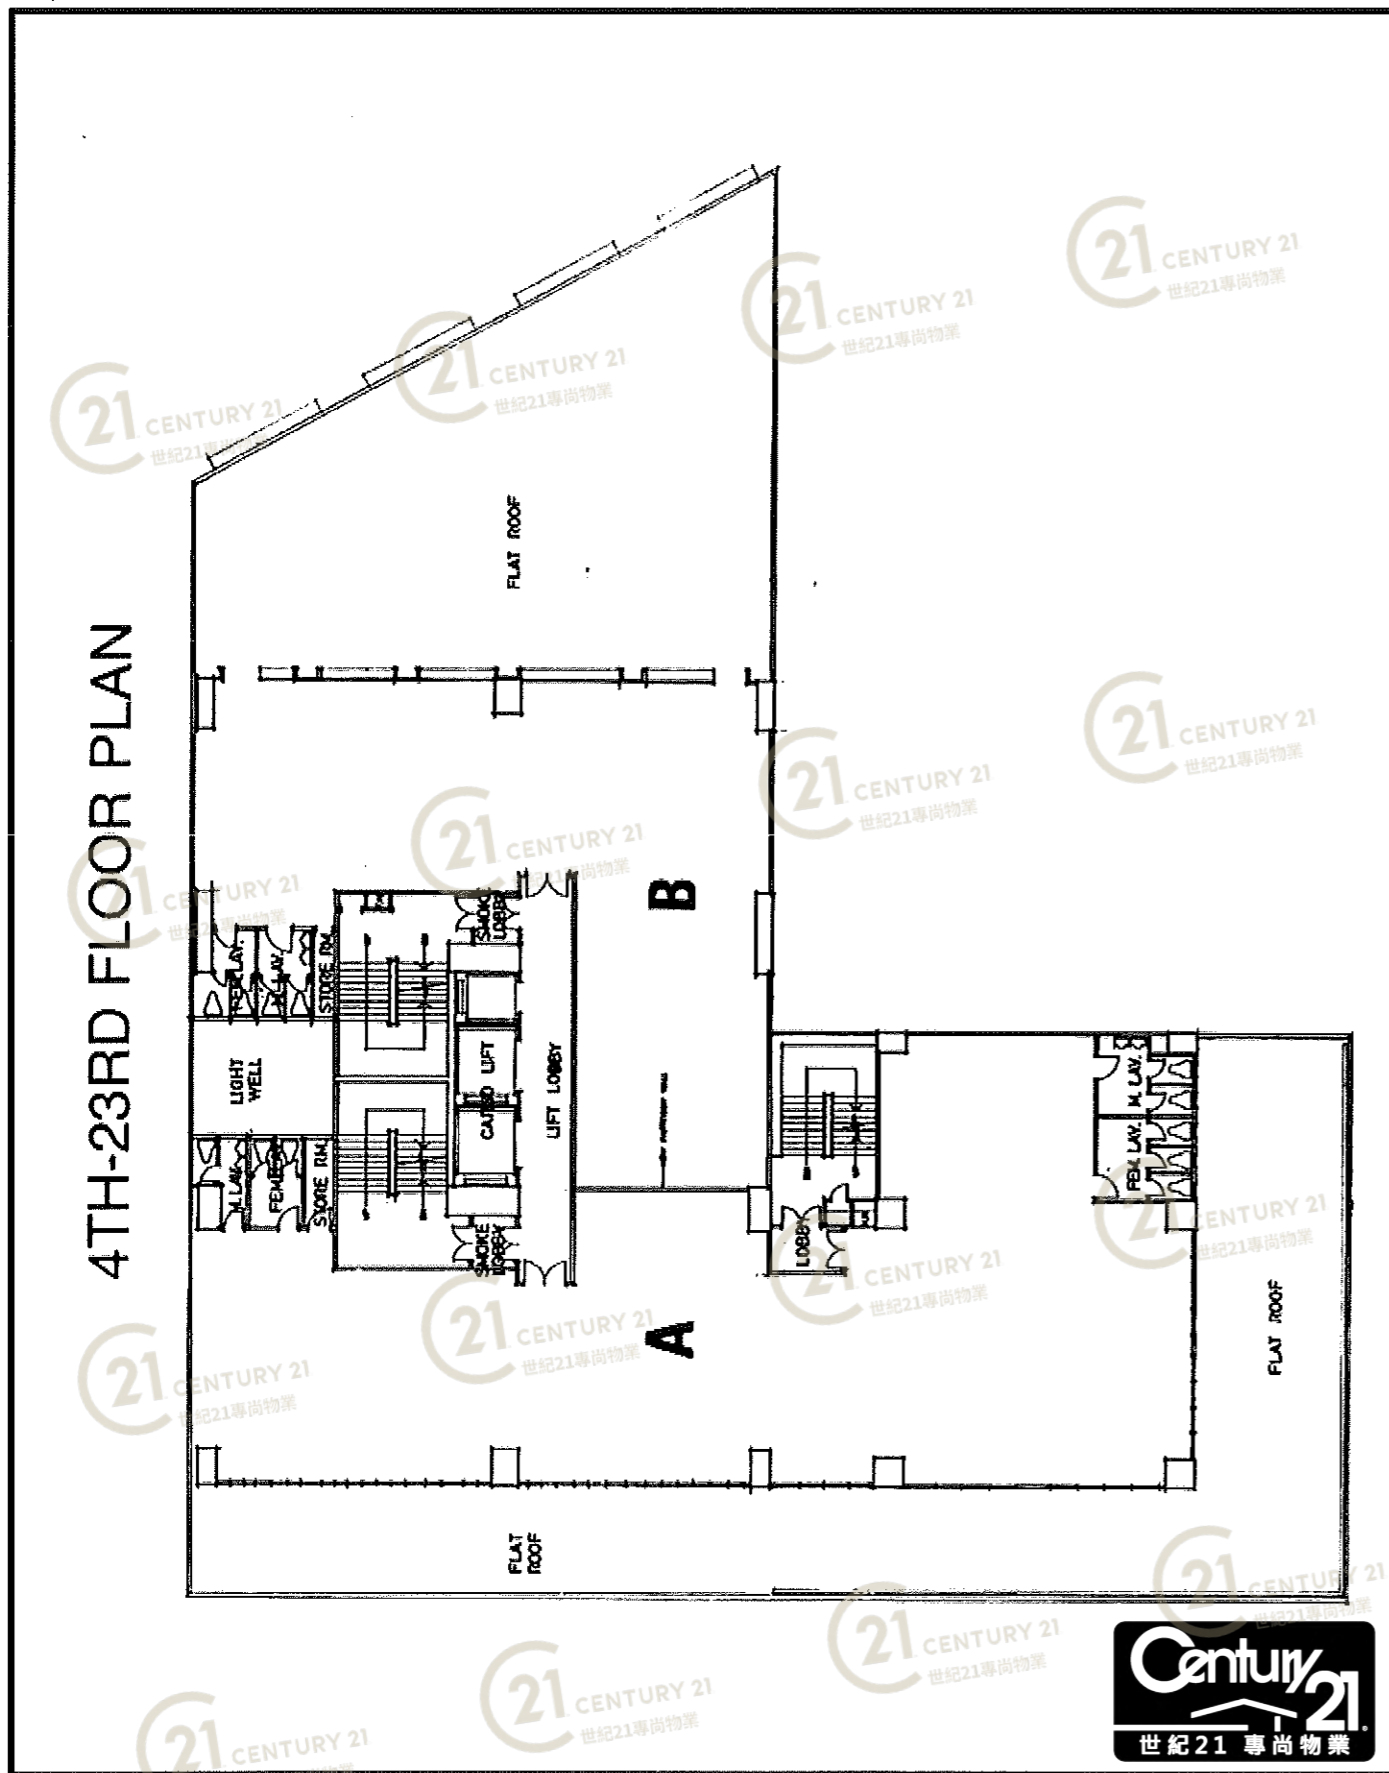 4TH-23RD FLOOR PLAN
FLAT ROOF
B
FEM.LAV.
M. LAV.
STORE RM.
SMOKE
LOBBY
LIGHT
WELL
CARGO LIFT
LIFT LOBBY
M.LAV.
STORE RM.
SMOKE
LOBBY
M. LAV.
FEM. LAV.
LOBBY
A
FLAT ROOF
FLAT
ROOF
21 CENTURY 21
世紀21專尚物業
Century 21
世紀21 專尚物業